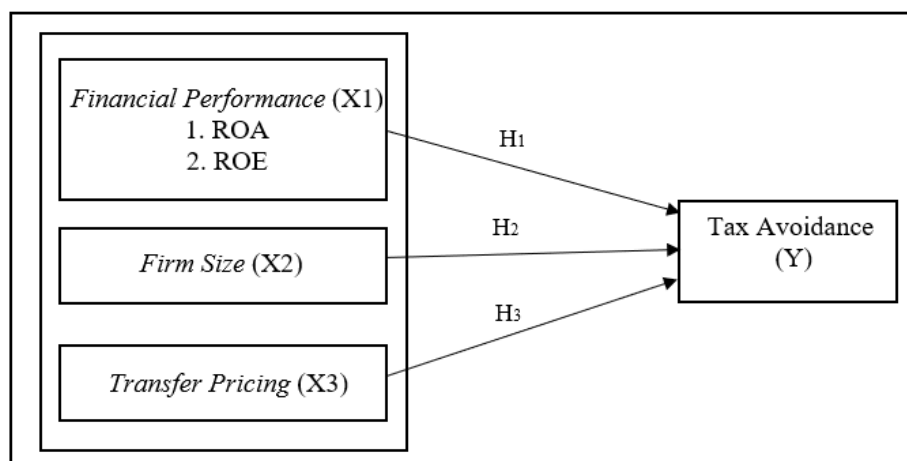 Financial Performance (X1)
1. ROA
2. ROE
H1
Firm Size (X2)
H2
Tax Avoidance
(Y)
H3
Transfer Pricing (X3)